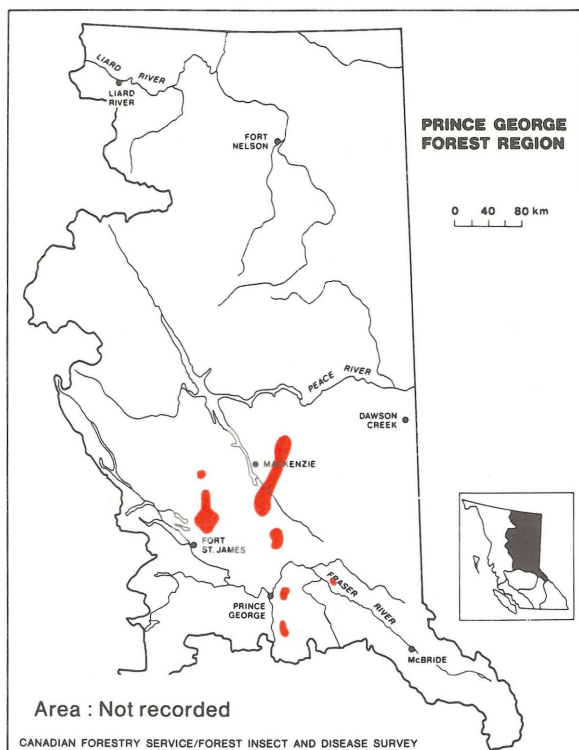 LIARD RIVER
LIARD
RIVER
FORT
NELSON
PRINCE GEORGE
FOREST REGION
0 40 80 km
PEACE RIVER
DAWSON
CREEK
MACKENZIE
FORT
ST. JAMES
FRASER RIVER
PRINCE
GEORGE
McBRIDE
Area : Not recorded
CANADIAN FORESTRY SERVICE/FOREST INSECT AND DISEASE SURVEY